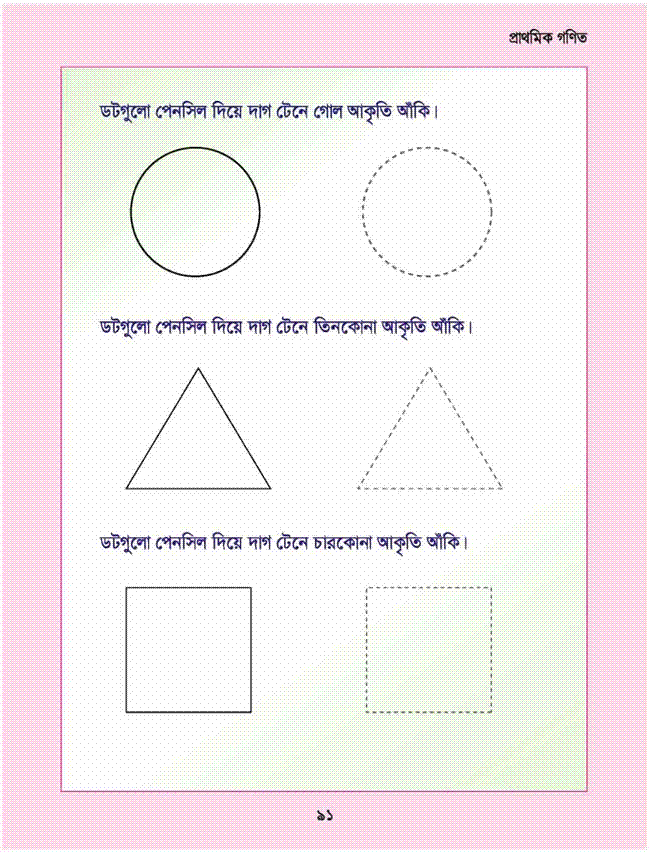 প্রাথমিক গণিত
ডটগুলো পেনসিল দিয়ে দাগ টেনে গোল আকৃতি আঁকি।
ডটগুলো পেনসিল দিয়ে দাগ টেনে তিনকোনা আকৃতি আঁকি।
ডটগুলো পেনসিল দিয়ে দাগ টেনে চারকোনা আকৃতি আঁকি।
৯১